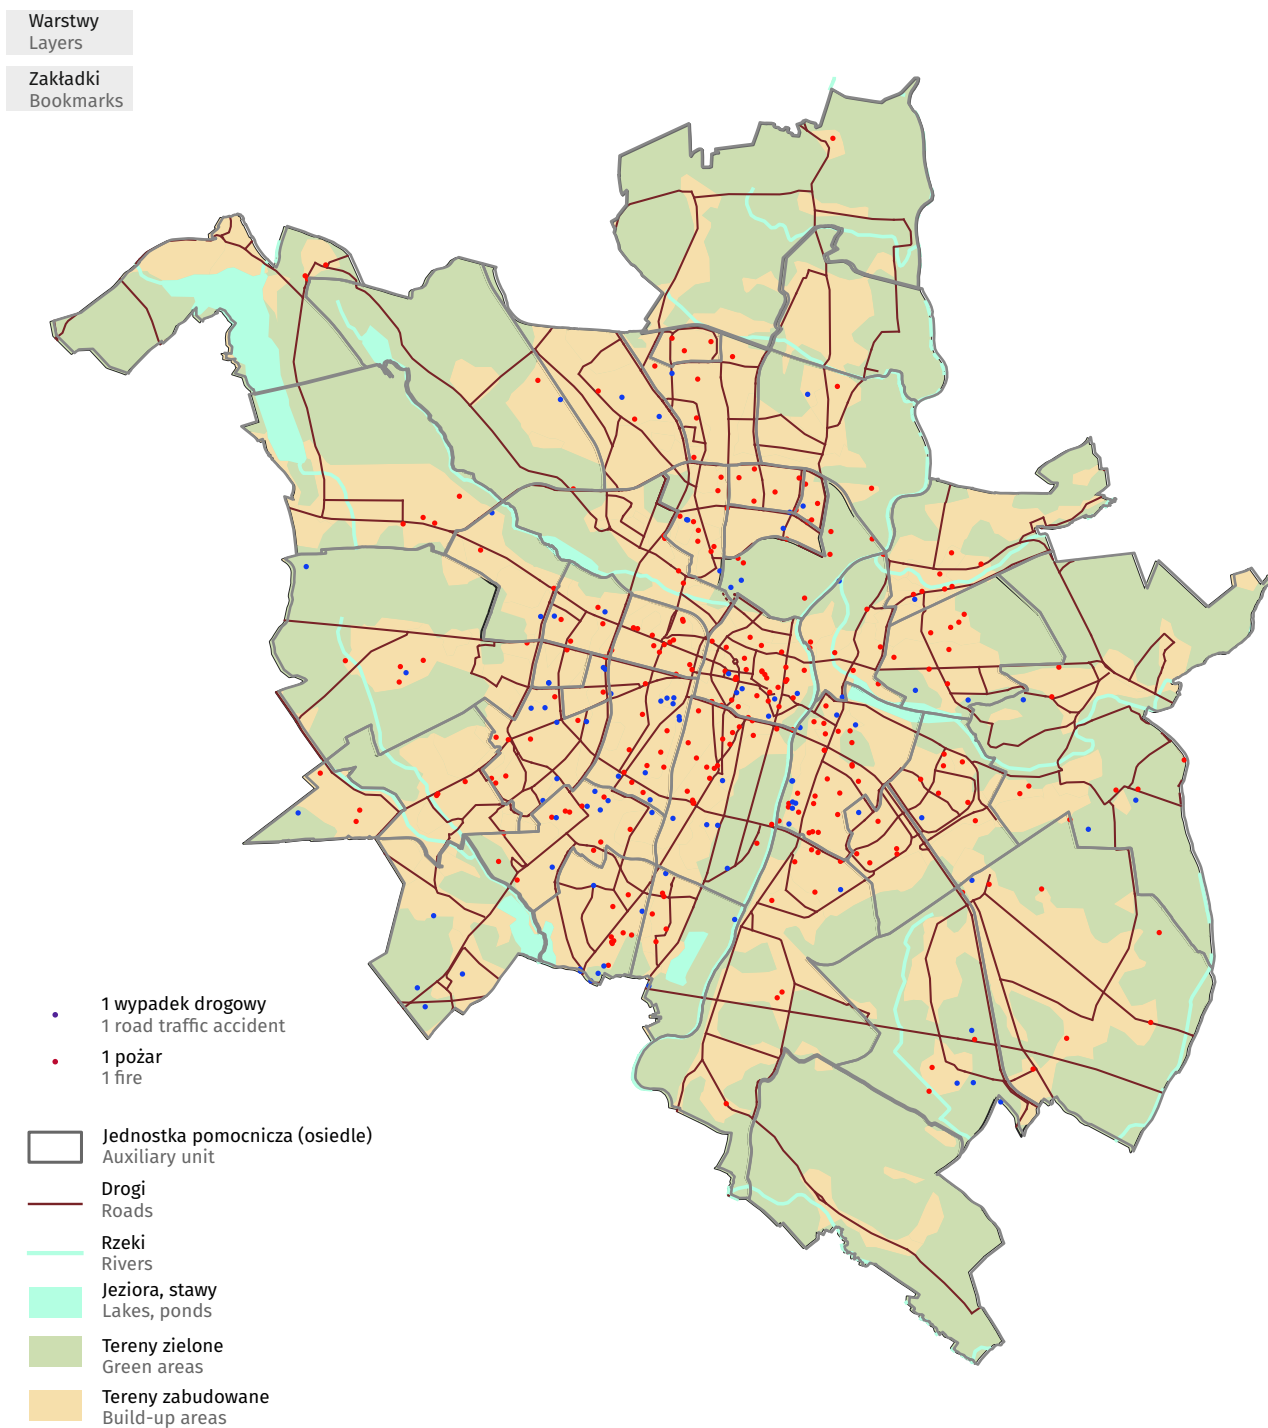 Warstwy
Layers
Zakładki
Bookmarks
1 wypadek drogowy
1 road traffic accident
1 pożar
1 fire
Jednostka pomocnicza (osiedle)
Auxiliary unit
Drogi
Roads
Rzeki
Rivers
Jeziora, stawy
Lakes, ponds
Tereny zielone
Green areas
Tereny zabudowane
Build-up areas